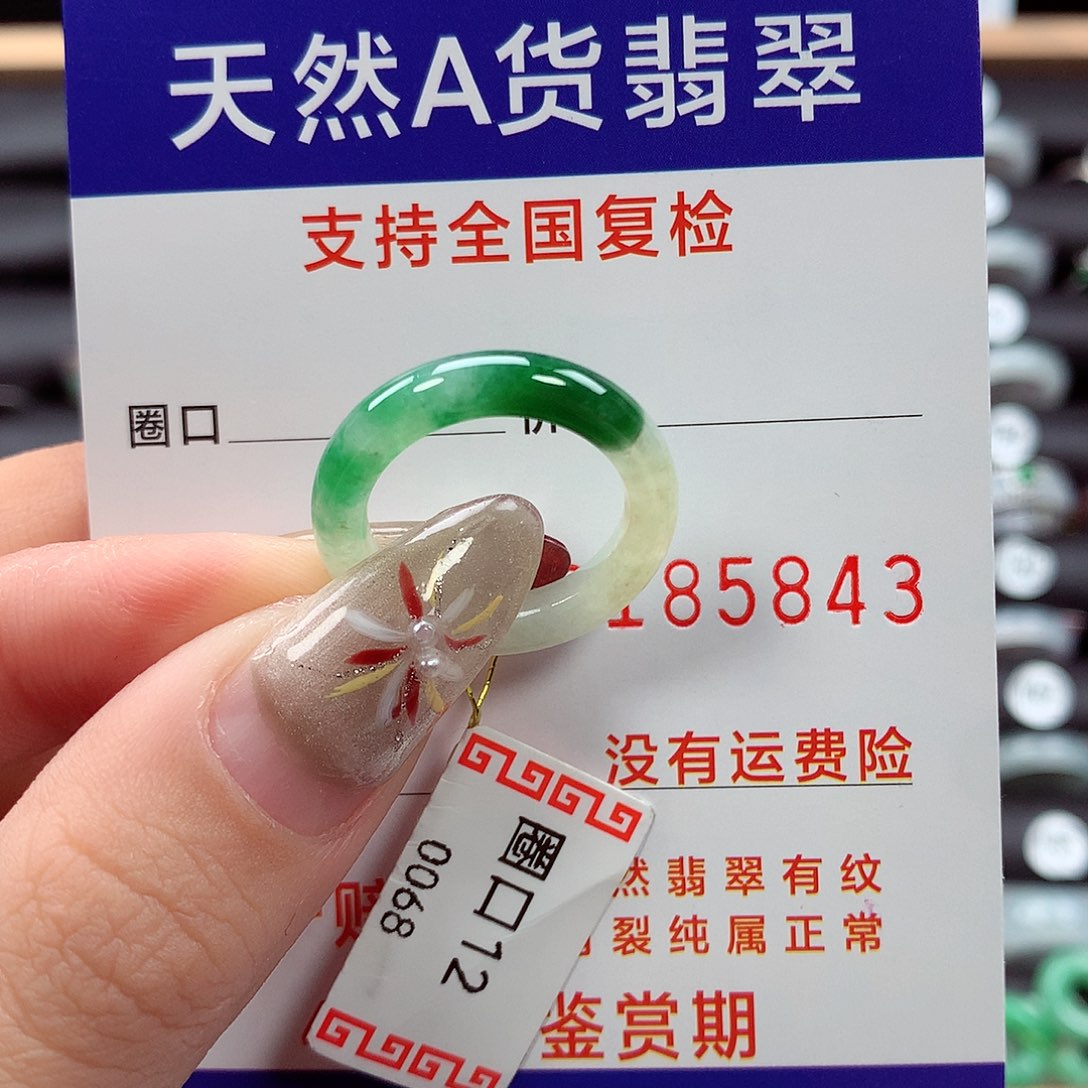 天然A货翡翠
支持全国复检
圈口
185843
没有运费险
然翡翠有纹
裂纯属正常
鉴赏期
圈口12
0068